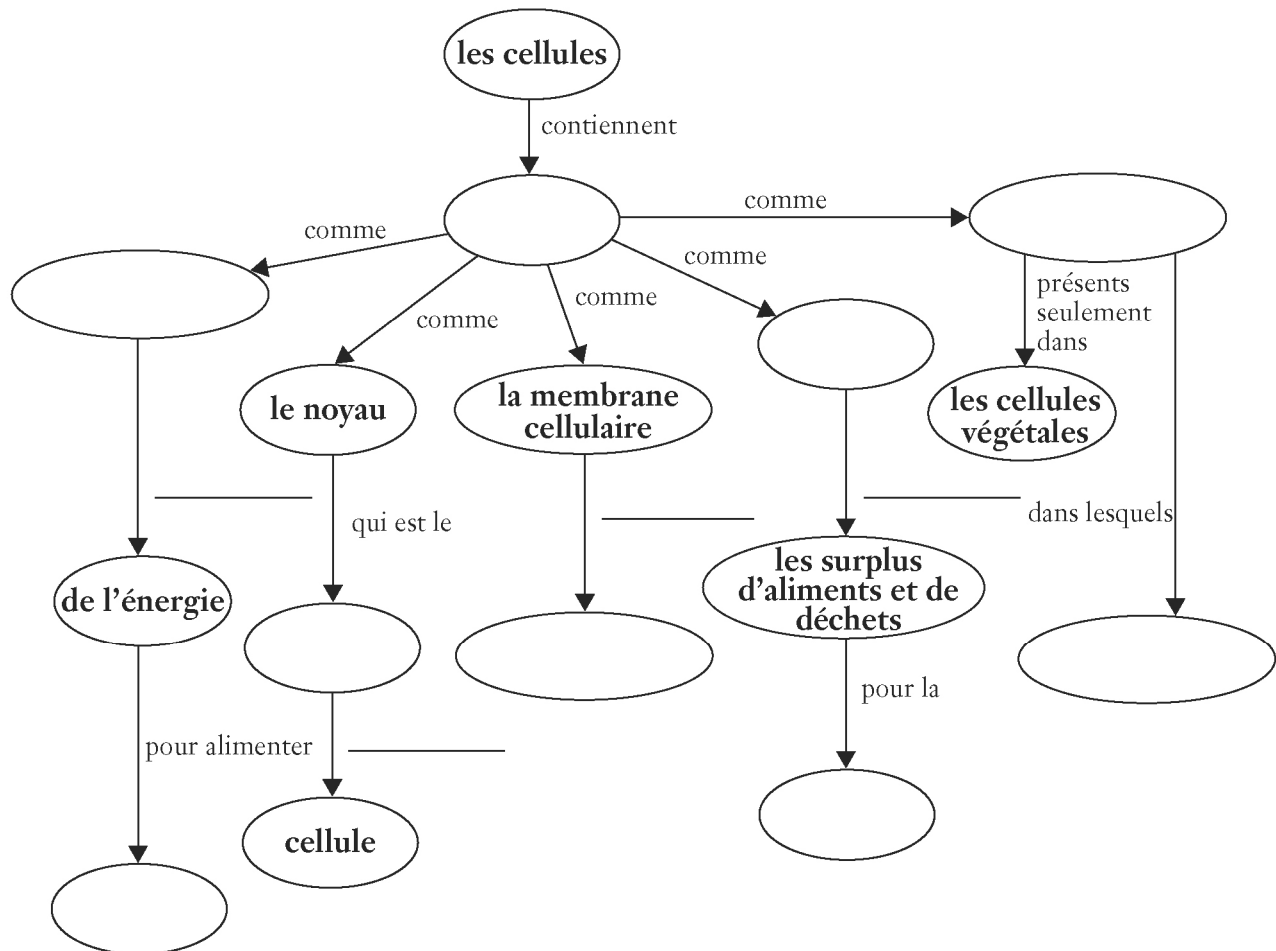 les cellules
contiennent
comme
comme
comme
comme
comme
présents
seulement
dans
le noyau
la membrane
cellulaire
les cellules
végétales
qui est le
dans lesquels
de l'énergie
les surplus
d'aliments et de
déchets
pour la
pour alimenter
cellule